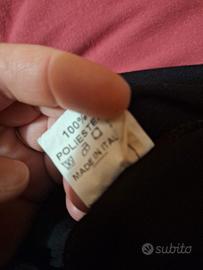 100%
POLIESTE
MADE IN ITAL
subito